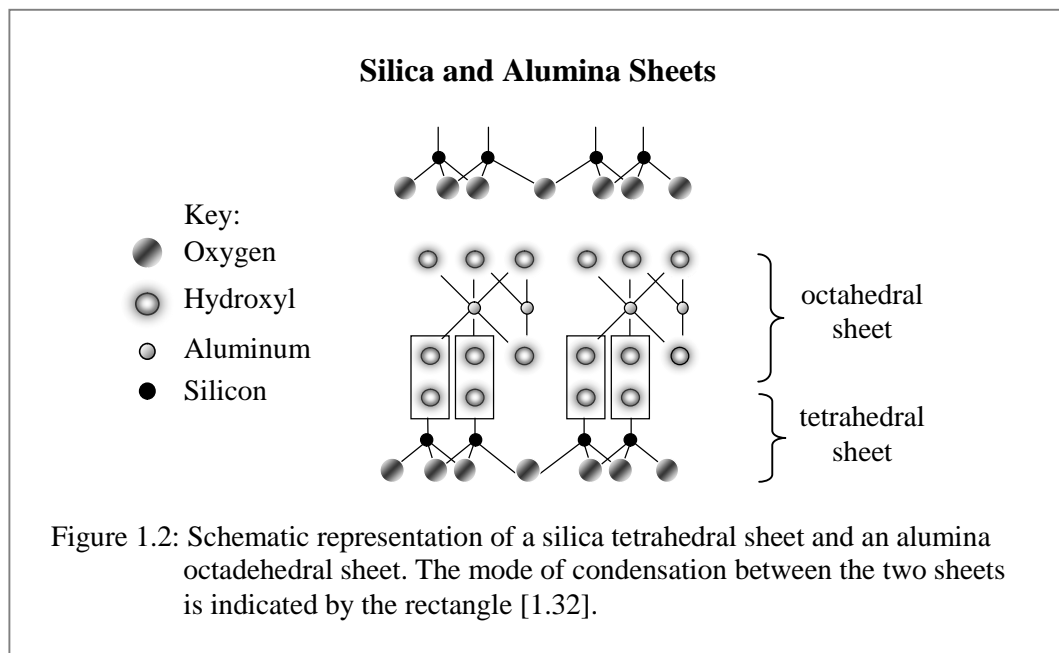 Silica and Alumina Sheets
Key:
Oxygen
Hydroxyl
Aluminum
Silicon
octahedral
sheet
tetrahedral
sheet
Figure 1.2: Schematic representation of a silica tetrahedral sheet and an alumina
octadehedral sheet. The mode of condensation between the two sheets
is indicated by the rectangle [1.32].